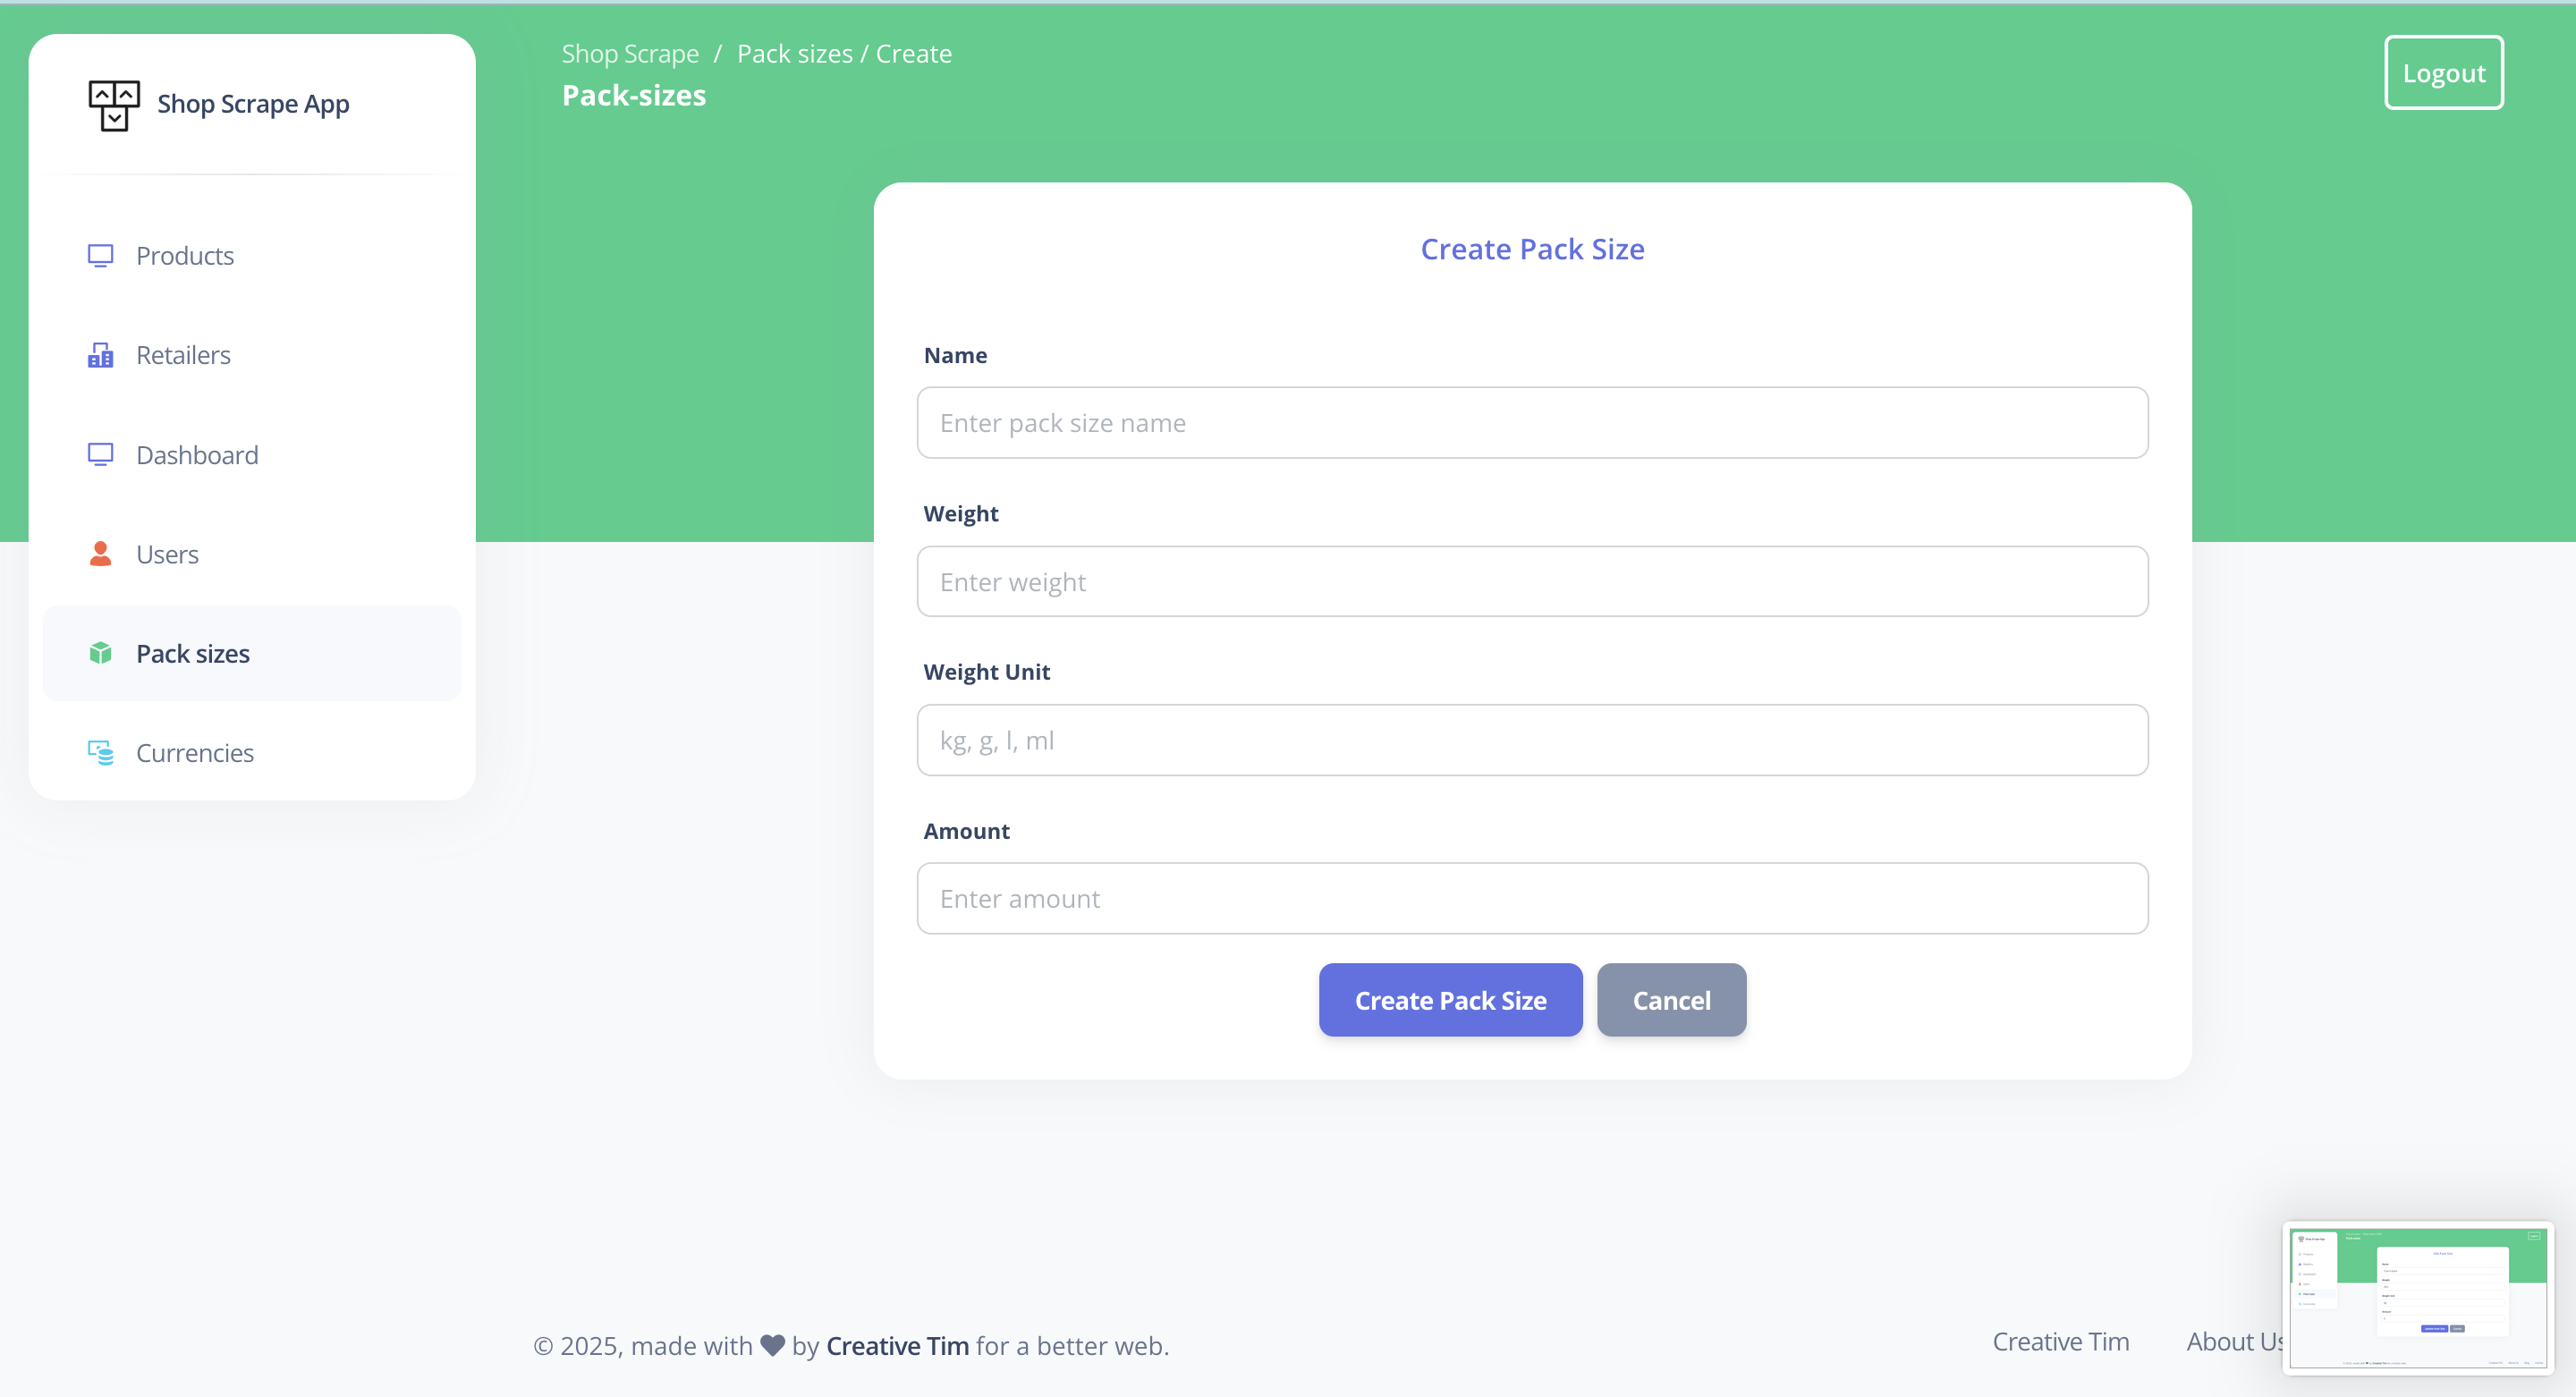 Shop Scrape App
Products
Retailers
Dashboard
Users
Pack sizes
Currencies
Shop Scrape / Pack sizes / Create
Pack-sizes
Logout
Create Pack Size
Name
Enter pack size name
Weight
Enter weight
Weight Unit
kg, g, l, ml
Amount
Enter amount
Create Pack Size
Cancel
© 2025, made with by Creative Tim for a better web.
Creative Tim
About Us